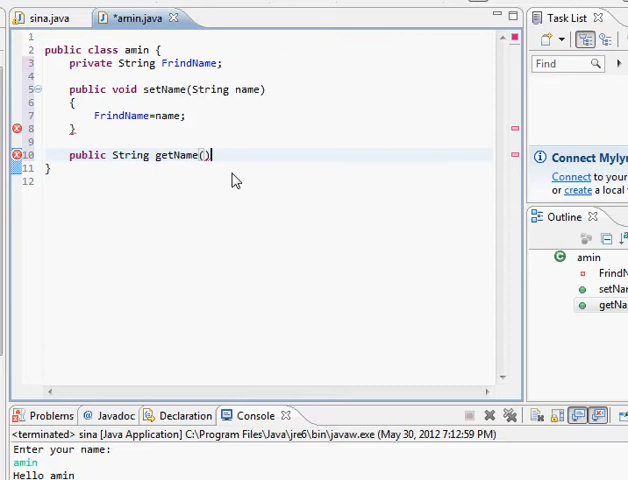 sina.java
*amin.java
1
2 public class amin {
3 private String FrindName;
4
5 public void setName(String name)
6 {
7 FrindName=name;
8 }
9
10 public String getName()
11 }
12
Task List
Find
Connect Mylyn
Connect to your
or create a local
Outline
amin
FrindN
setNam
getNa
Problems
Javadoc
Declaration
Console
<terminated> sina [Java Application] C:\Program Files\Java\jre6\bin\javaw.exe (May 30, 2012 7:12:59 PM)
Enter your name:
amin
Hello amin